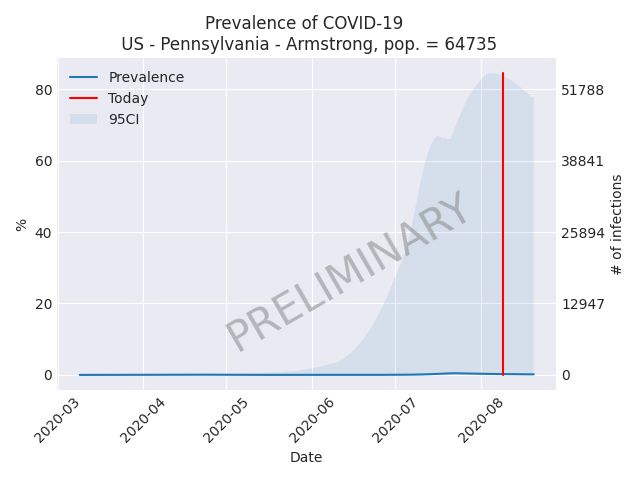 Prevalence of COVID-19
US - Pennsylvania - Armstrong, pop. = 64735
Prevalence
Today
95CI
80
60
40
20
0
%
51788
38841
25894
12947
0
# of infections
PRELIMINARY
2020-03
2020-04
2020-05
2020-06
2020-07
2020-08
Date